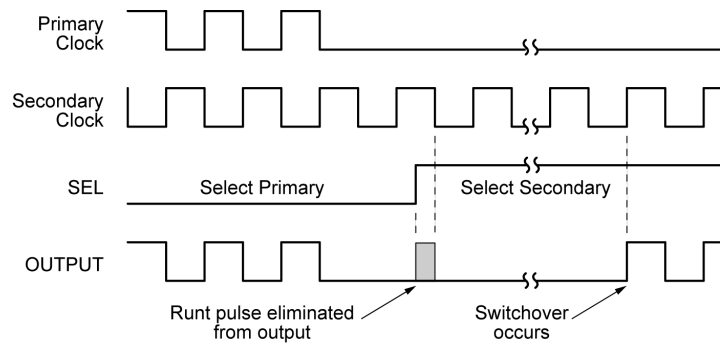 Primary
Clock
Secondary
Clock
SEL
Select Primary
Select Secondary
OUTPUT
Runt pulse eliminated
from output
Switchover
occurs